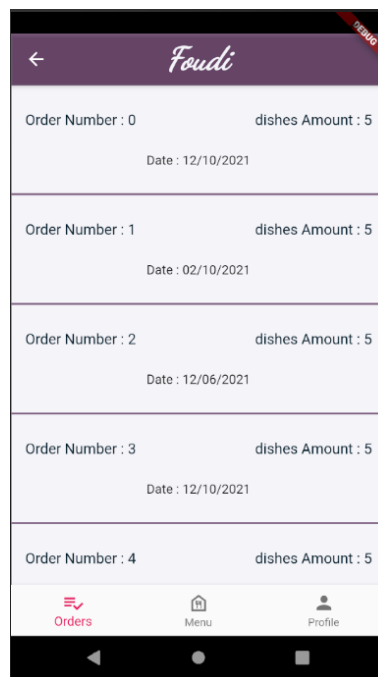 DEBUG
Foudi
Order Number : 0 dishes Amount : 5
Date : 12/10/2021
Order Number : 1 dishes Amount : 5
Date : 02/10/2021
Order Number : 2 dishes Amount : 5
Date : 12/06/2021
Order Number : 3 dishes Amount : 5
Date : 12/10/2021
Order Number : 4 dishes Amount : 5
Orders Menu Profile